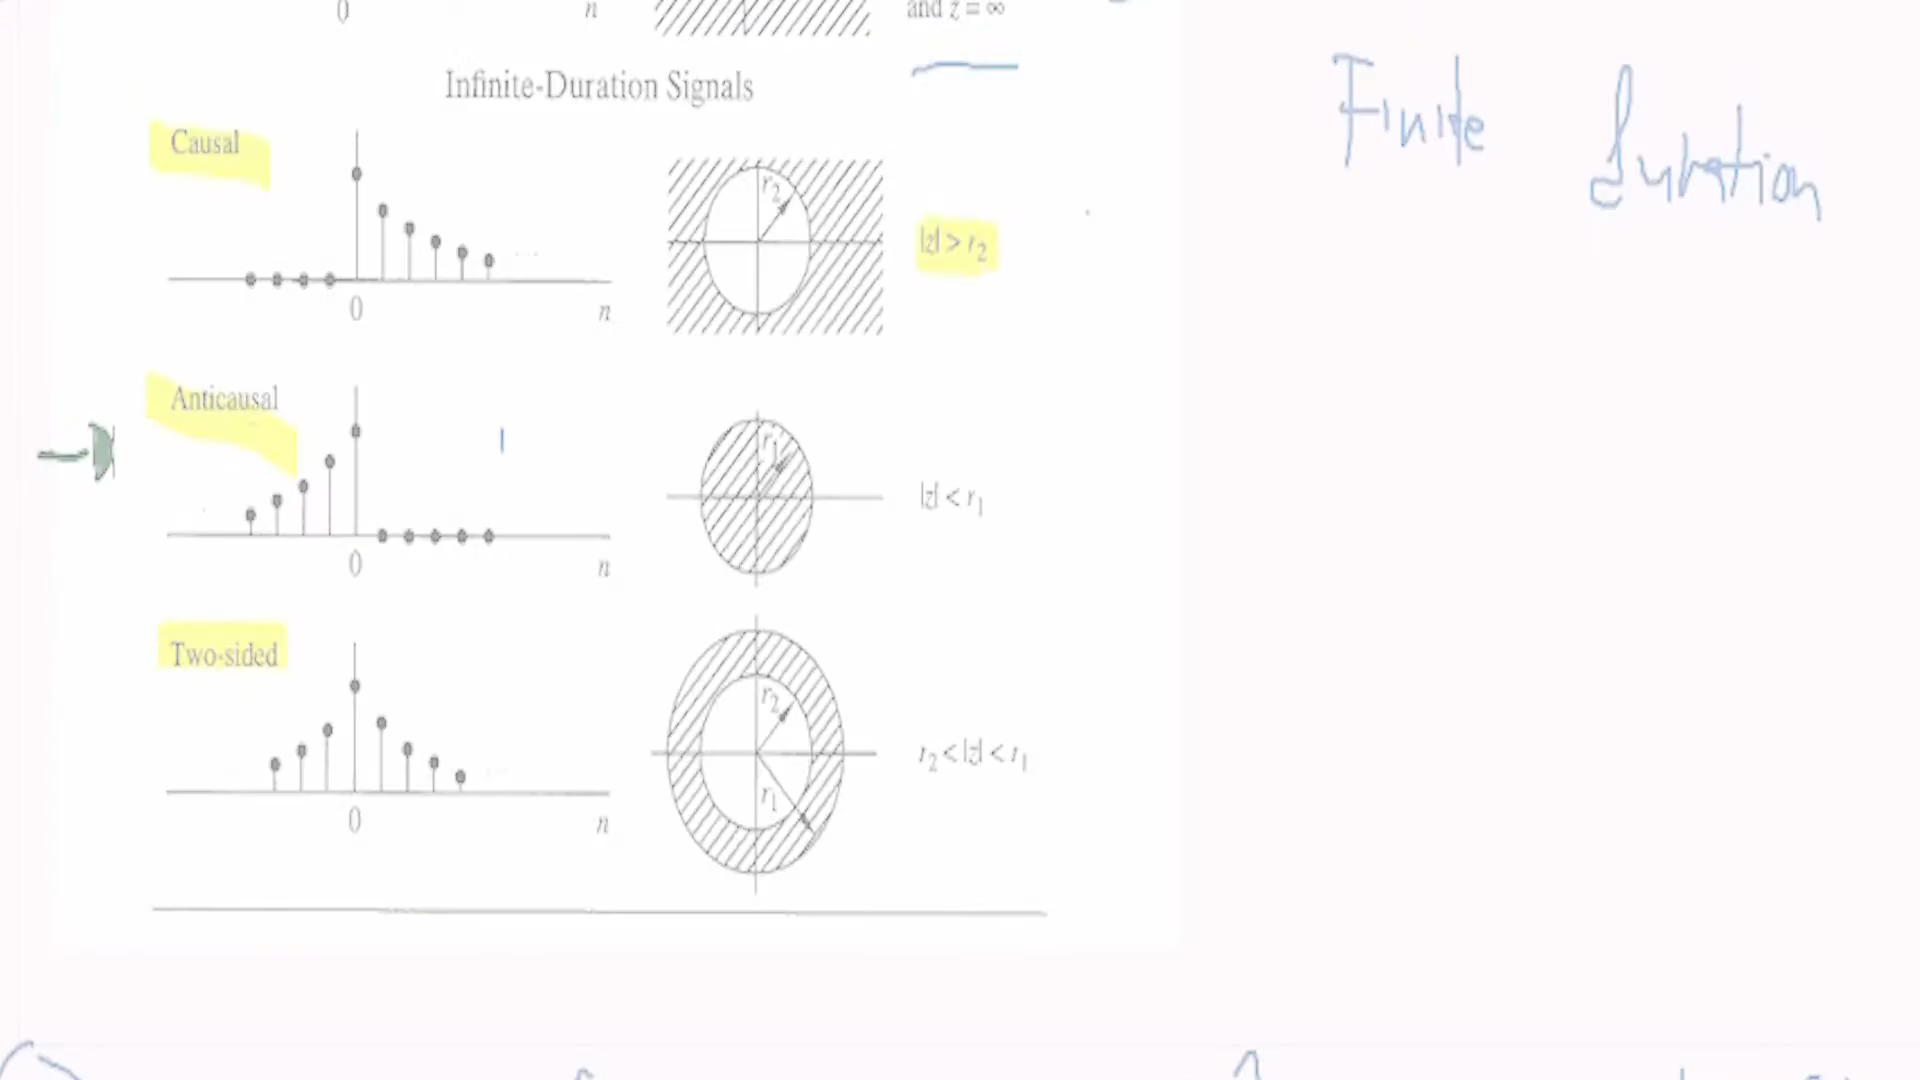 0 n and z = ∞
Infinite-Duration Signals
Finite duration
Causal
r2
|z| > r2
0 n
Anticausal
r1
|z| < r1
0 n
Two-sided
r2
r2 < |z| < r1
r1
0 n